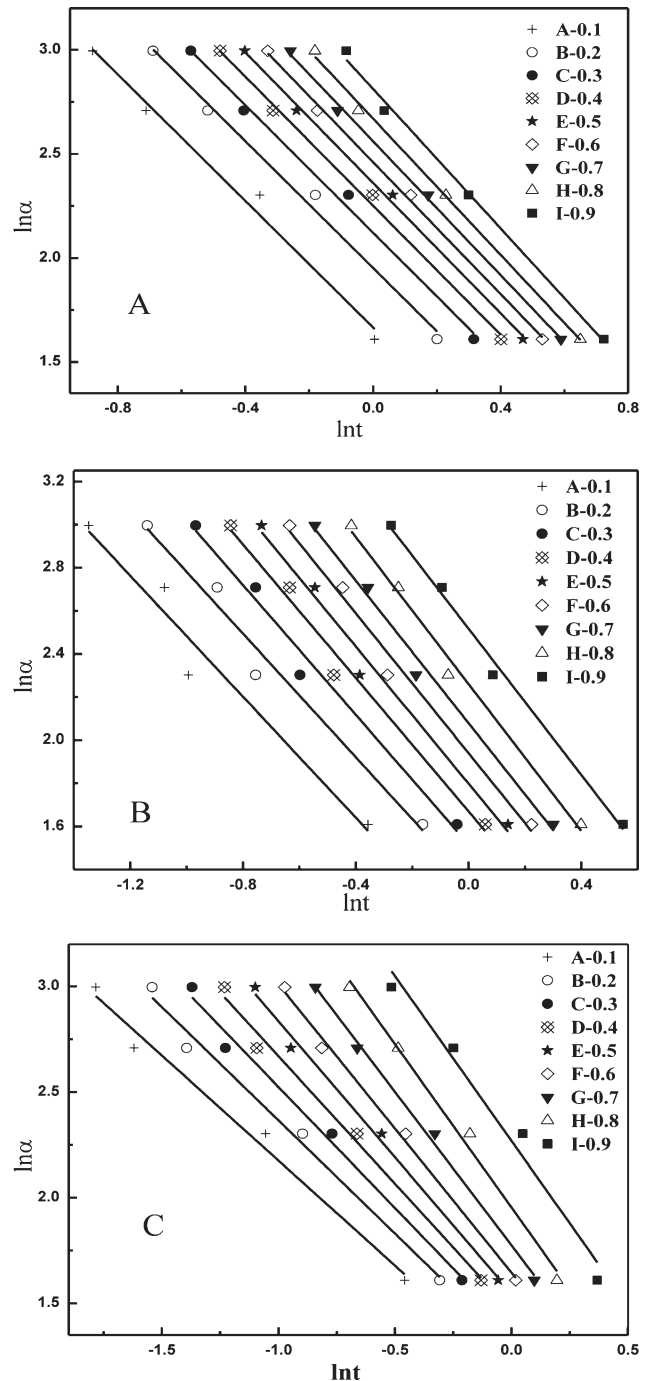 3.0
2.5
2.0
1.5
lnα
A
A-0.1
B-0.2
C-0.3
D-0.4
E-0.5
F-0.6
G-0.7
H-0.8
I-0.9
-0.8 -0.4 0.0 0.4 0.8
lnt
3.2
2.8
2.4
2.0
1.6
lnα
B
A-0.1
B-0.2
C-0.3
D-0.4
E-0.5
F-0.6
G-0.7
H-0.8
I-0.9
-1.2 -0.8 -0.4 0.0 0.4
lnt
3.0
2.5
2.0
1.5
lnα
C
A-0.1
B-0.2
C-0.3
D-0.4
E-0.5
F-0.6
G-0.7
H-0.8
I-0.9
-1.5 -1.0 -0.5 0.0 0.5
lnt